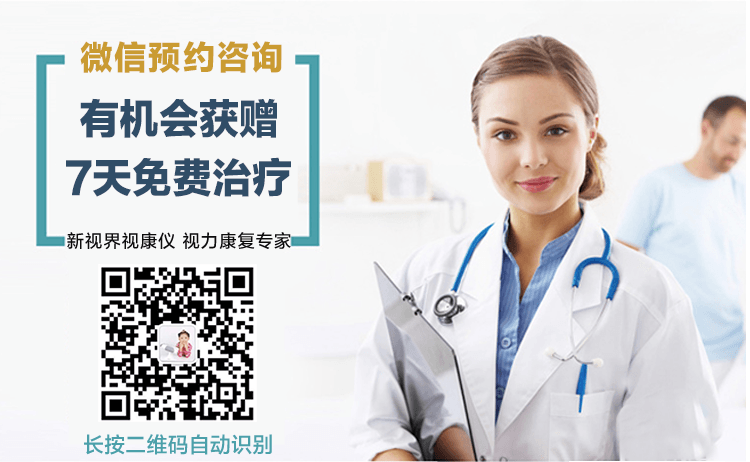 微信预约咨询
有机会获赠
7天免费治疗
新视界视康仪 视力康复专家
长按二维码自动识别